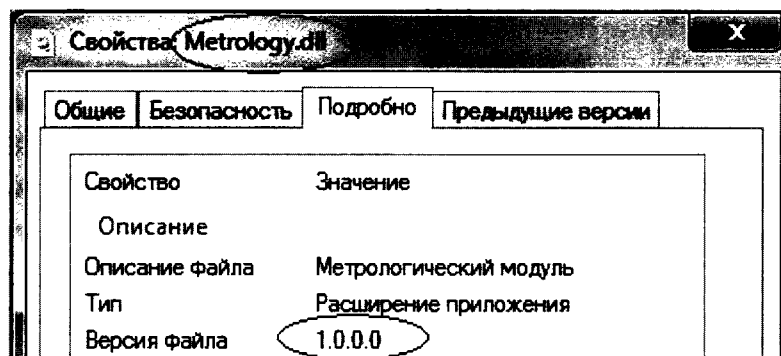 Свойства: Metrology.dll
Общие Безопасность Подробно Предыдущие версии
Свойство Значение
Описание
Описание файла Метрологический модуль
Тип Расширение приложения
Версия файла 1.0.0.0